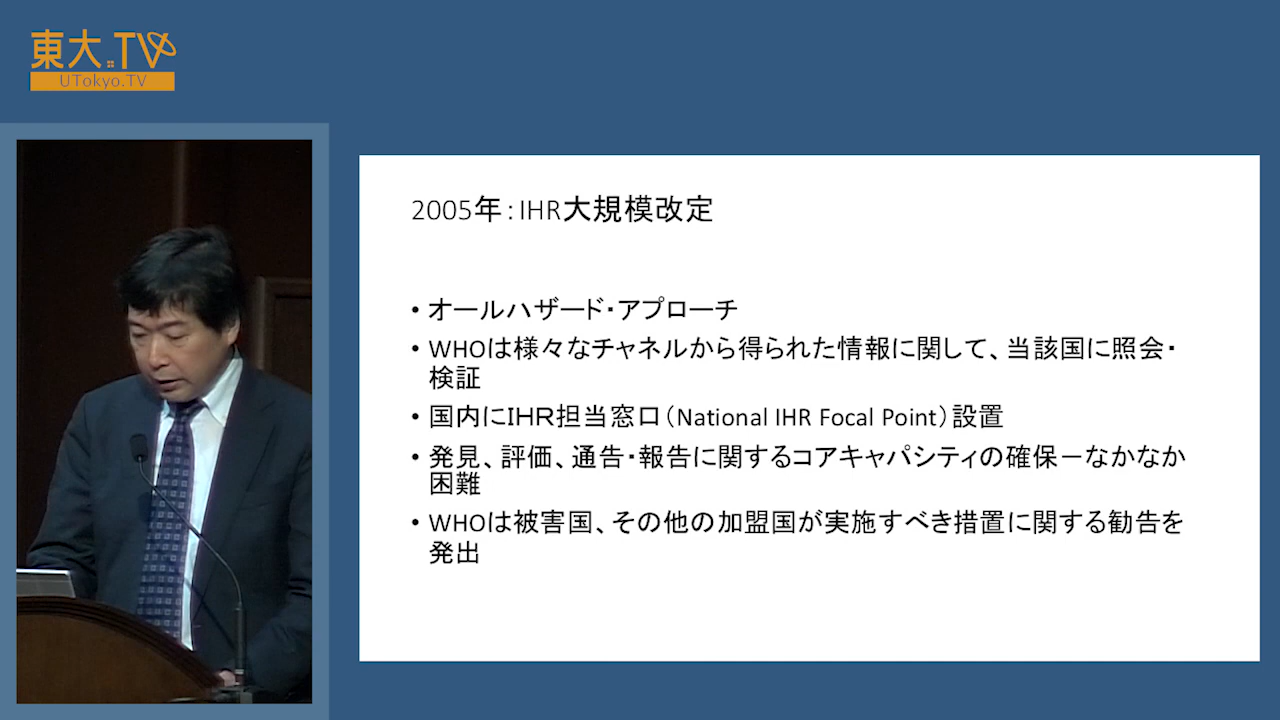 東大.TV
UTokyo.TV
2005年：IHR大規模改定
• オールハザード・アプローチ
• WHOは様々なチャネルから得られた情報に関して、当該国に照会・
検証
• 国内にＩＨＲ担当窓口（National IHR Focal Point）設置
• 発見、評価、通告・報告に関するコアキャパシティの確保－なかなか
困難
• WHOは被害国、その他の加盟国が実施すべき措置に関する勧告を
発出